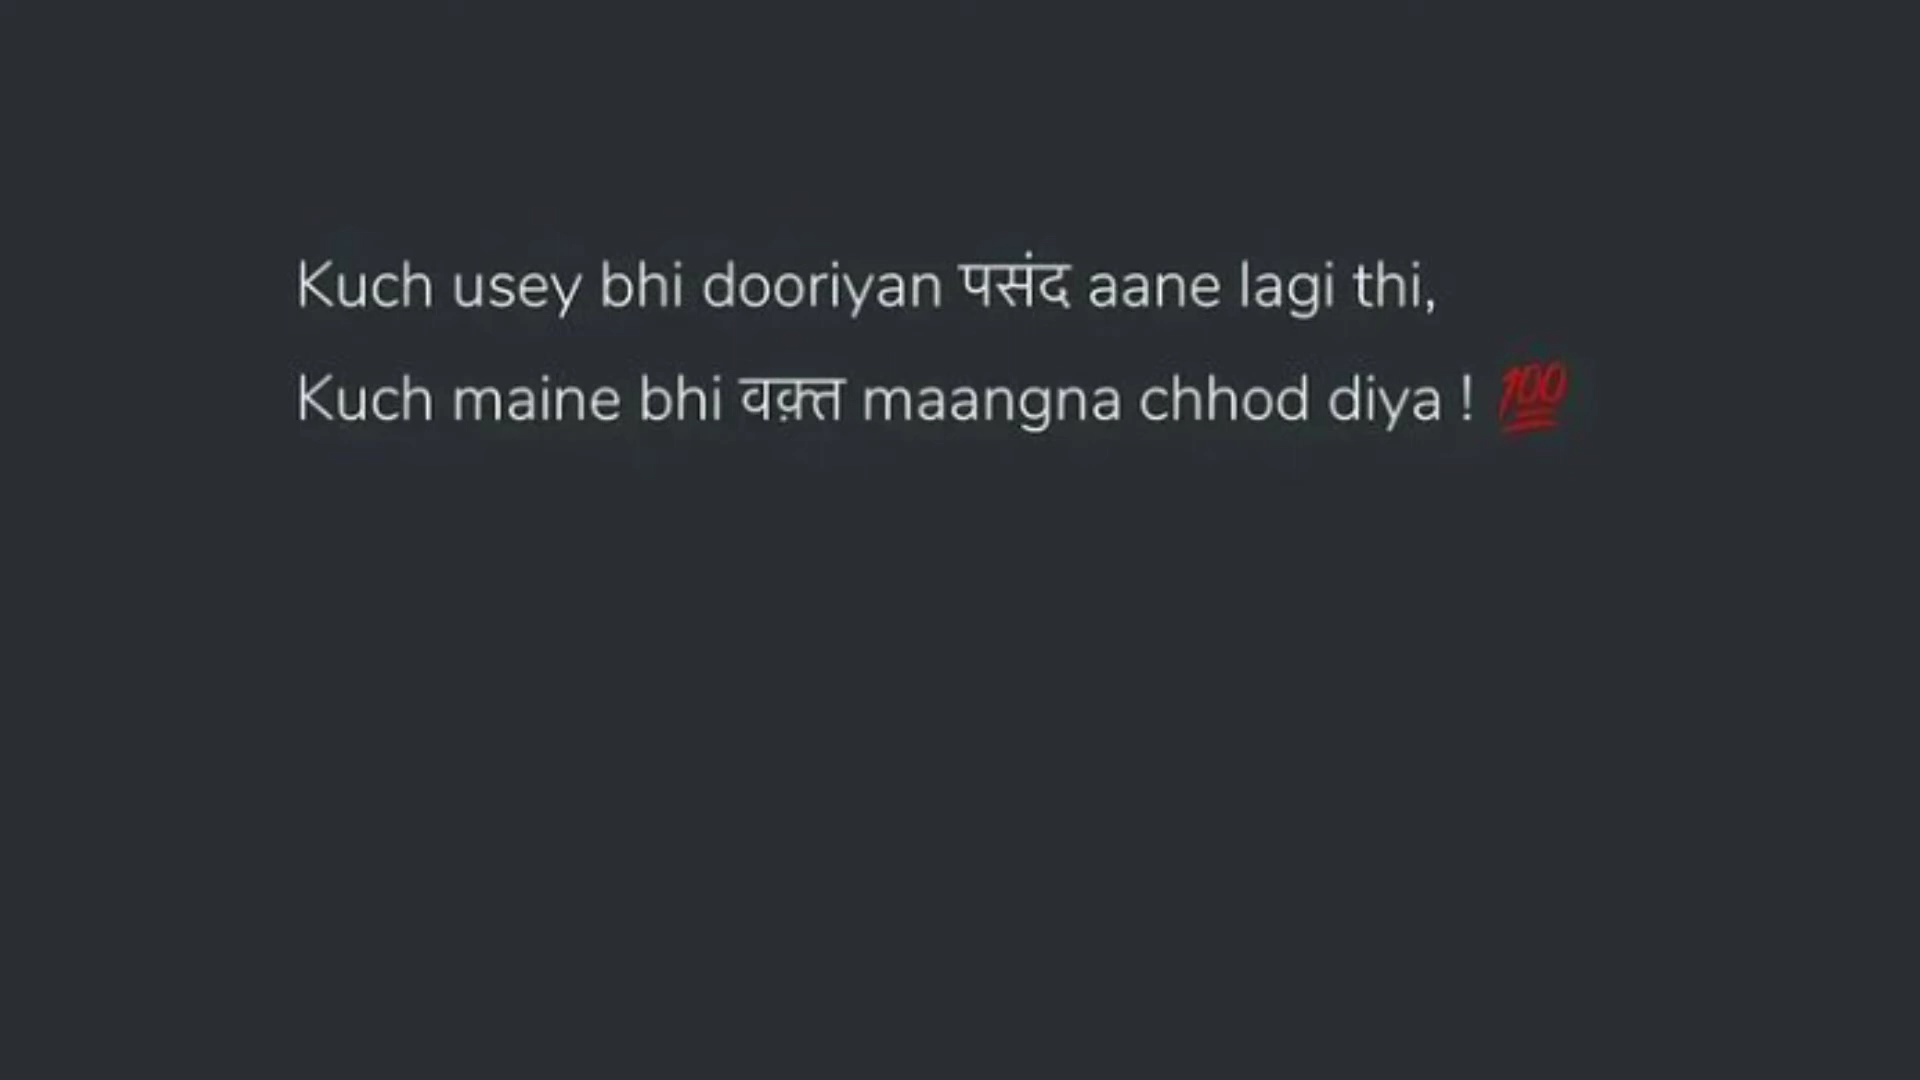 Kuch usey bhi dooriyan पसंद aane lagi thi,
Kuch maine bhi वक़्त maangna chhod diya ! 💯